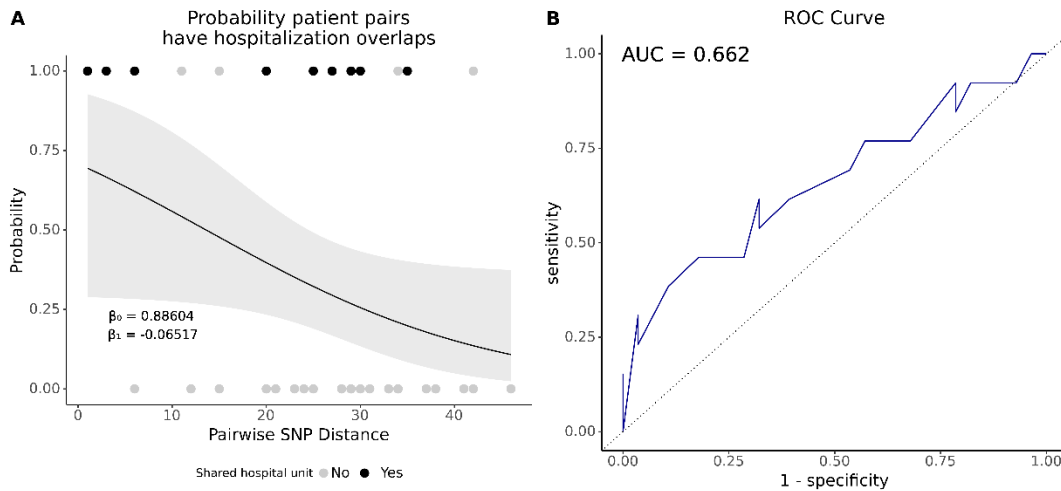 A
Probability patient pairs
have hospitalization overlaps
1.00
0.75
0.50
0.25
0.00
Probability
β₀ = 0.88604
β₁ = -0.06517
0
10
20
30
40
Pairwise SNP Distance
Shared hospital unit No Yes
B
ROC Curve
AUC = 0.662
1.00
0.75
0.50
0.25
0.00
sensitivity
0.00
0.25
0.50
0.75
1.00
1 - specificity